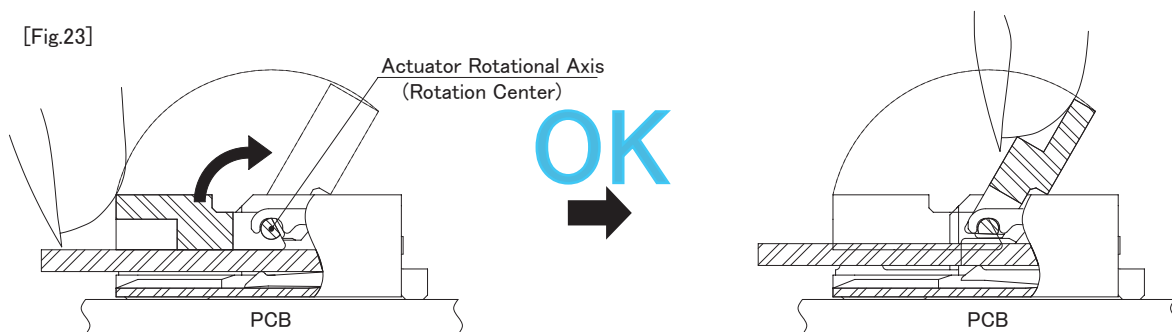 [Fig.23]
Actuator Rotational Axis
(Rotation Center)
OK
PCB
PCB